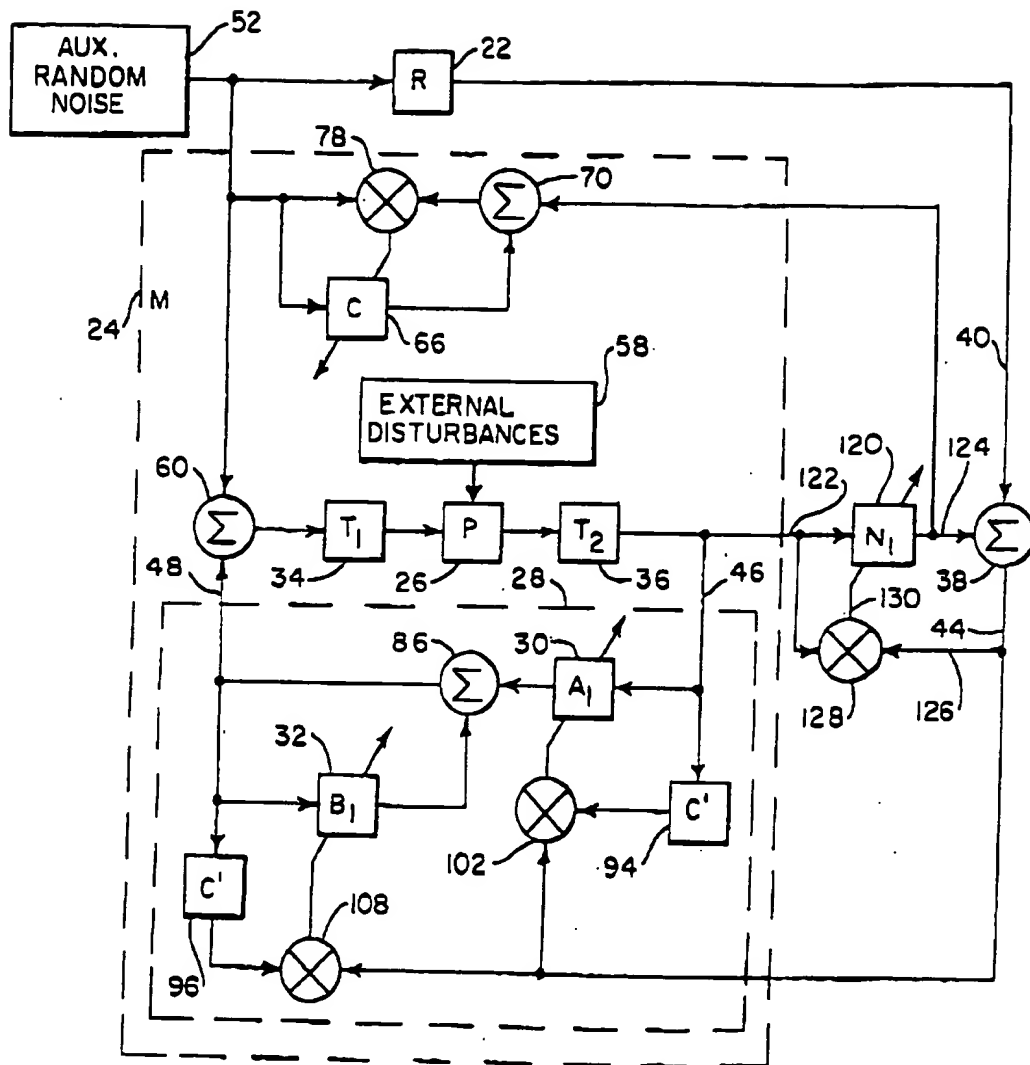 52
AUX.
RANDOM
NOISE
R
22
78
Σ
70
24
M
C
66
58
EXTERNAL
DISTURBANCES
40
60
Σ
T1
34
P
26
T2
36
122
120
N1
124
Σ
38
48
28
46
130
44
86
Σ
30
A1
128
126
32
B1
102
C'
94
C'
96
108